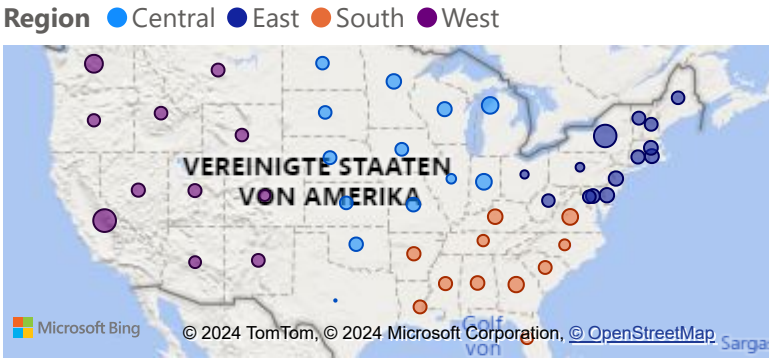 Region Central East South West
VEREINIGTE STAATEN
VON AMERIKA
Microsoft Bing
© 2024 TomTom, © 2024 Microsoft Corporation, © OpenStreetMap
Golf
von
Sarga